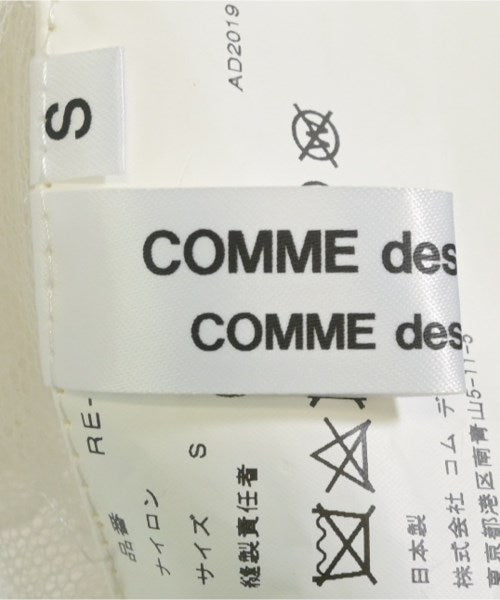 S
COMME des
COMME des
AD2019
RE-
品番
ナイロン
サイズ S
縫製責任者
日本製
株式会社 コム デ
東京都港区南青山5-11-5